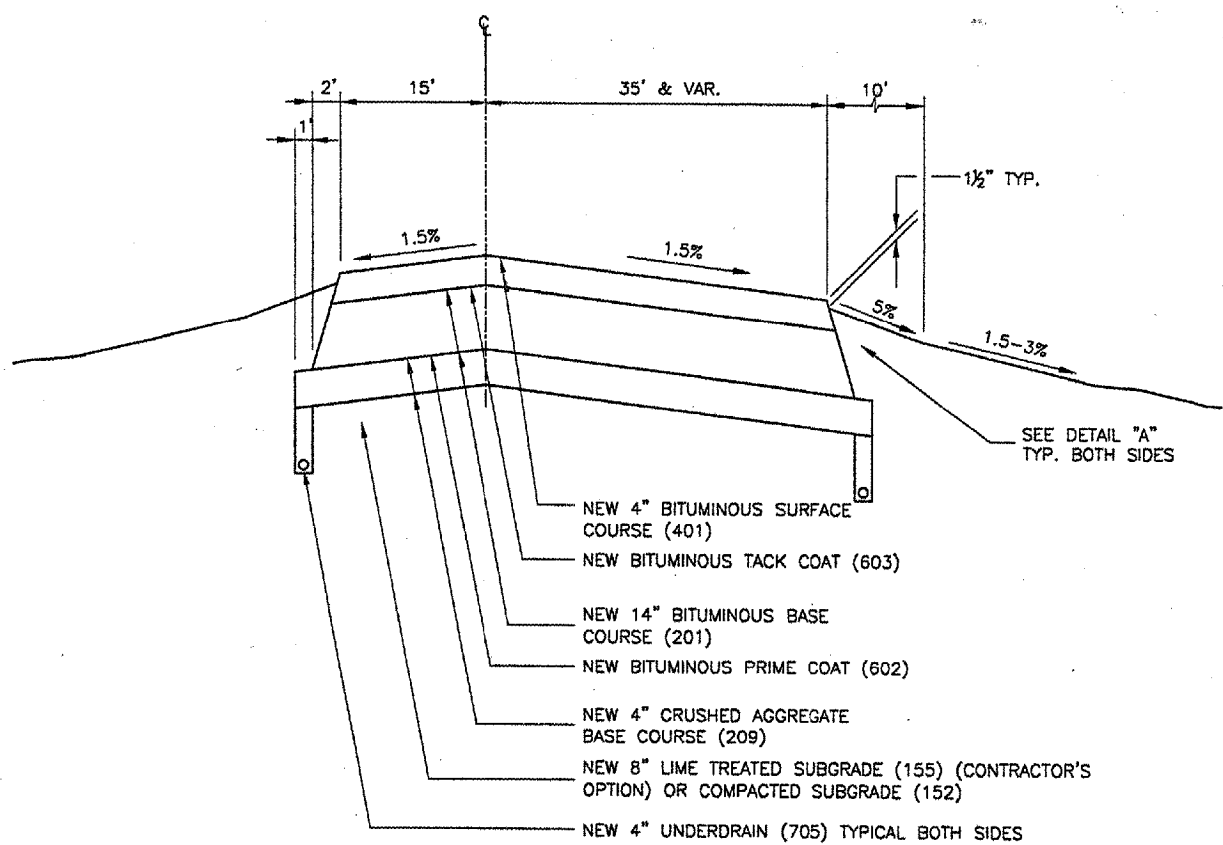 ℄
2'
15'
35' & VAR.
10'
1'
1½" TYP.
1.5%
1.5%
5%
1.5-3%
SEE DETAIL "A"
TYP. BOTH SIDES
NEW 4" BITUMINOUS SURFACE
COURSE (401)
NEW BITUMINOUS TACK COAT (603)
NEW 14" BITUMINOUS BASE
COURSE (201)
NEW BITUMINOUS PRIME COAT (602)
NEW 4" CRUSHED AGGREGATE
BASE COURSE (209)
NEW 8" LIME TREATED SUBGRADE (155) (CONTRACTOR'S
OPTION) OR COMPACTED SUBGRADE (152)
NEW 4" UNDERDRAIN (705) TYPICAL BOTH SIDES